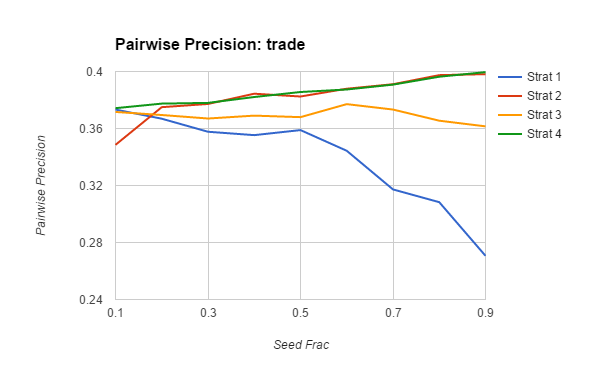 Pairwise Precision: trade
0.4
0.36
0.32
0.28
0.24
Pairwise Precision
0.1 0.3 0.5 0.7 0.9
Seed Frac
Strat 1
Strat 2
Strat 3
Strat 4